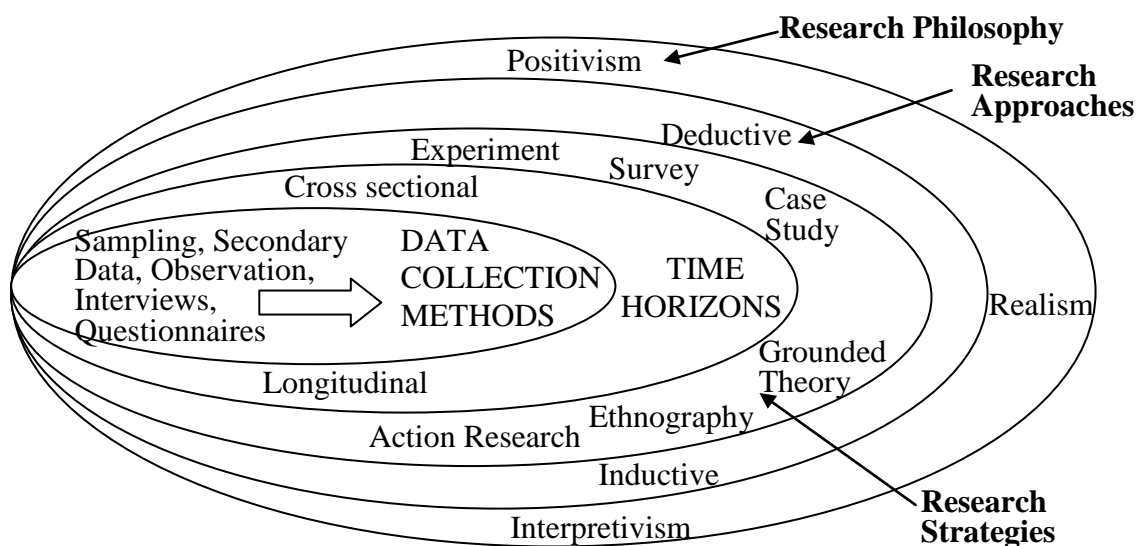 Research Philosophy
Positivism
Research
Approaches
Deductive
Experiment
Survey
Cross sectional
Case
Study
Sampling, Secondary
Data, Observation,
Interviews,
Questionnaires
DATA
COLLECTION
METHODS
TIME
HORIZONS
Realism
Grounded
Theory
Longitudinal
Ethnography
Action Research
Inductive
Interpretivism
Research
Strategies